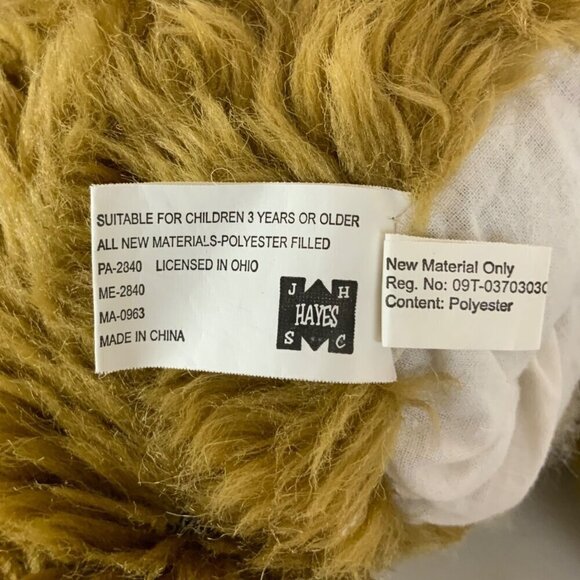 SUITABLE FOR CHILDREN 3 YEARS OR OLDER
ALL NEW MATERIALS-POLYESTER FILLED
PA-2840 LICENSED IN OHIO
ME-2840
MA-0963
MADE IN CHINA
J H
HAYES
S C
New Material Only
Reg. No: 09T-0370303
Content: Polyester